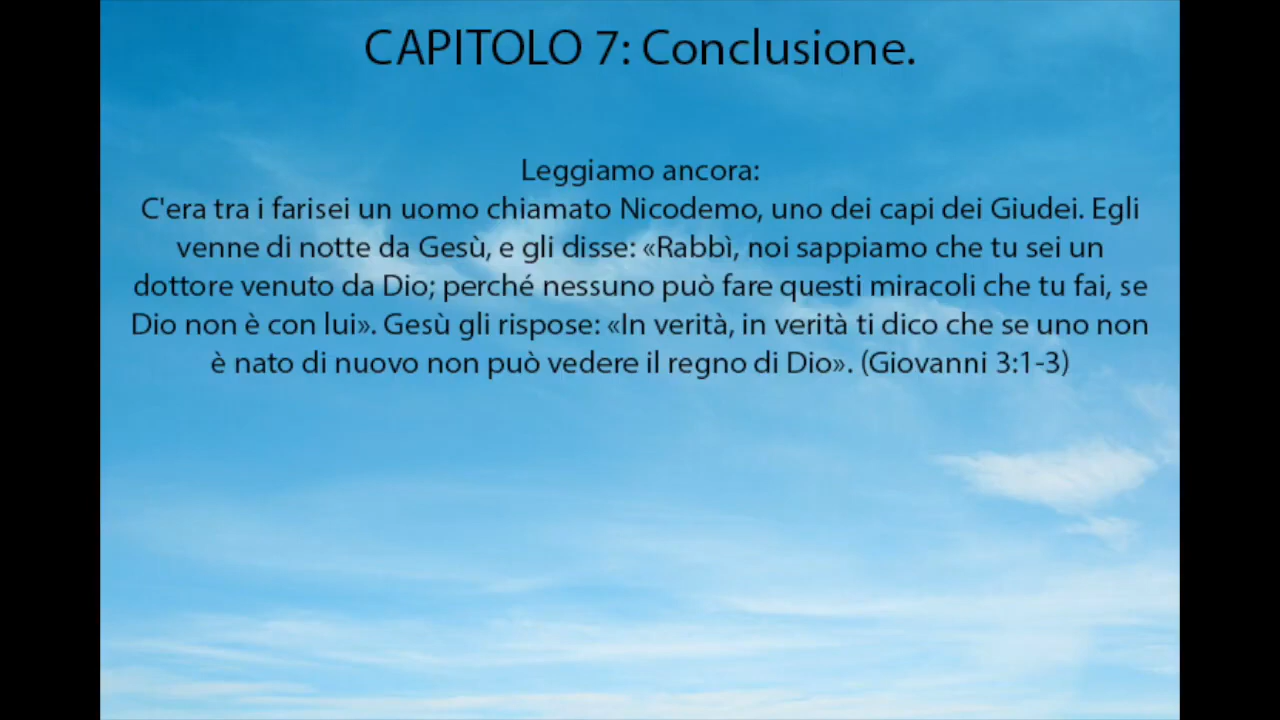 CAPITOLO 7: Conclusione.
Leggiamo ancora:
C'era tra i farisei un uomo chiamato Nicodemo, uno dei capi dei Giudei. Egli
venne di notte da Gesù, e gli disse: «Rabbì, noi sappiamo che tu sei un
dottore venuto da Dio; perché nessuno può fare questi miracoli che tu fai, se
Dio non è con lui». Gesù gli rispose: «In verità, in verità ti dico che se uno non
è nato di nuovo non può vedere il regno di Dio». (Giovanni 3:1-3)